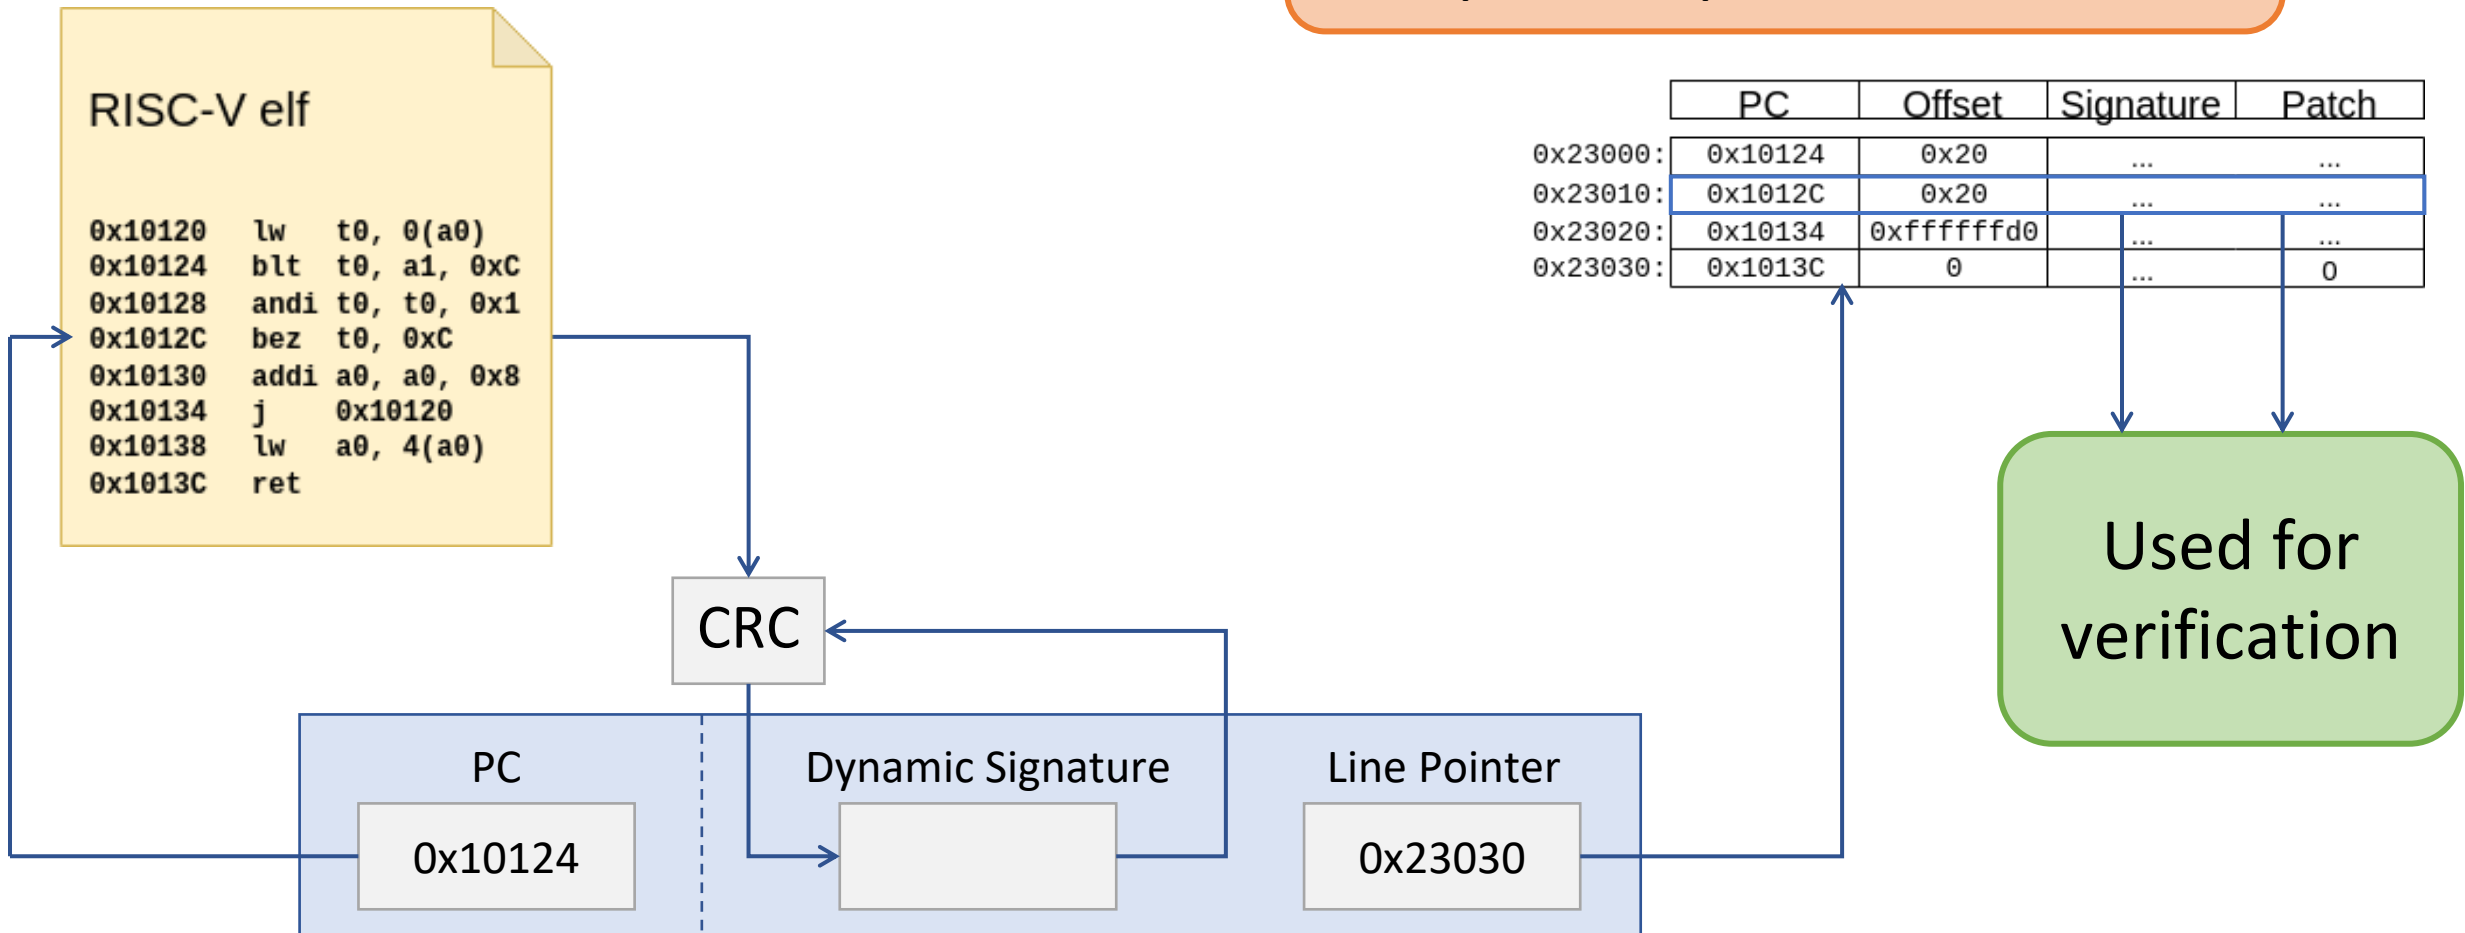 RISC-V elf
0x10120 lw t0, 0(a0)
0x10124 blt t0, a1, 0xC
0x10128 andi t0, t0, 0x1
0x1012C bez t0, 0xC
0x10130 addi a0, a0, 0x8
0x10134 j 0x10120
0x10138 lw a0, 4(a0)
0x1013C ret
PC Offset Signature Patch
0x23000: 0x10124 0x20 ... ...
0x23010: 0x1012C 0x20 ... ...
0x23020: 0x10134 0xffffffd0 ... ...
0x23030: 0x1013C 0 ... 0
Used for
verification
CRC
PC Dynamic Signature Line Pointer
0x10124 0x23030